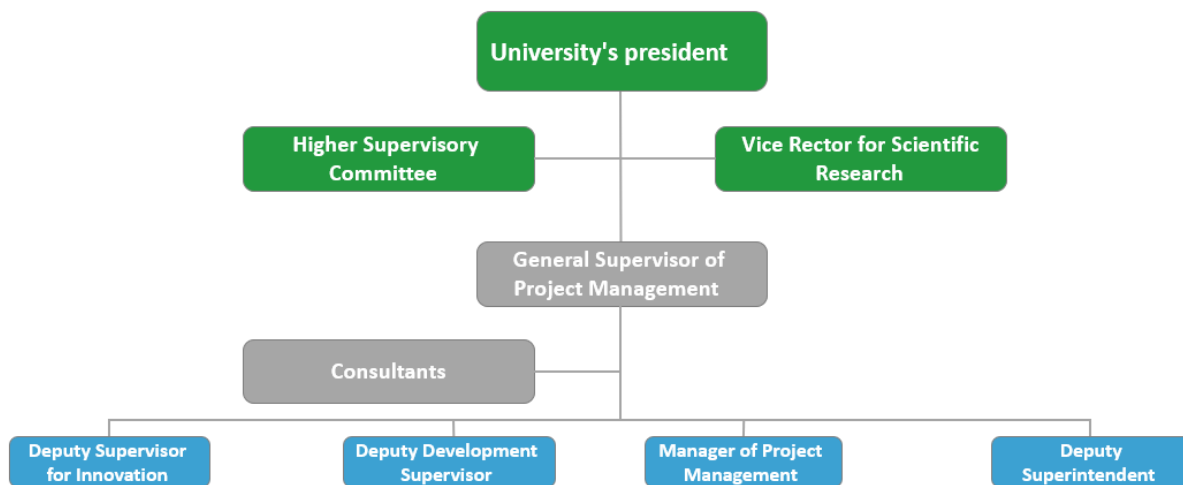 University's president
Higher Supervisory
Committee
Vice Rector for Scientific
Research
General Supervisor of
Project Management
Consultants
Deputy Supervisor
for Innovation
Deputy Development
Supervisor
Manager of Project
Management
Deputy
Superintendent